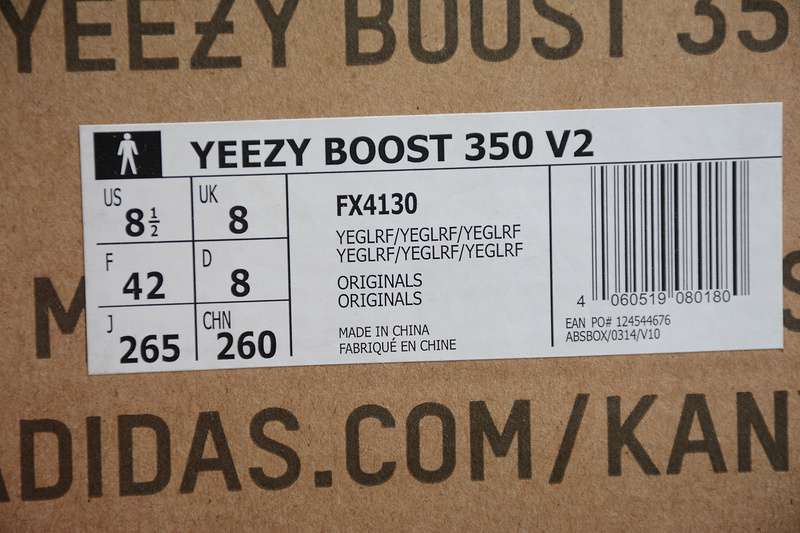 YEEZY BOOST 35
YEEZY BOOST 350 V2
US
8 1/2
UK
8
F
42
D
8
J
265
CHN
260
FX4130
YEGLRF/YEGLRF/YEGLRF
YEGLRF/YEGLRF/YEGLRF
ORIGINALS
ORIGINALS
MADE IN CHINA
FABRIQUÉ EN CHINE
4 060519 080180
EAN PO# 124544676
ABSBOX/0314/V10
M
S
ADIDAS.COM/KAN